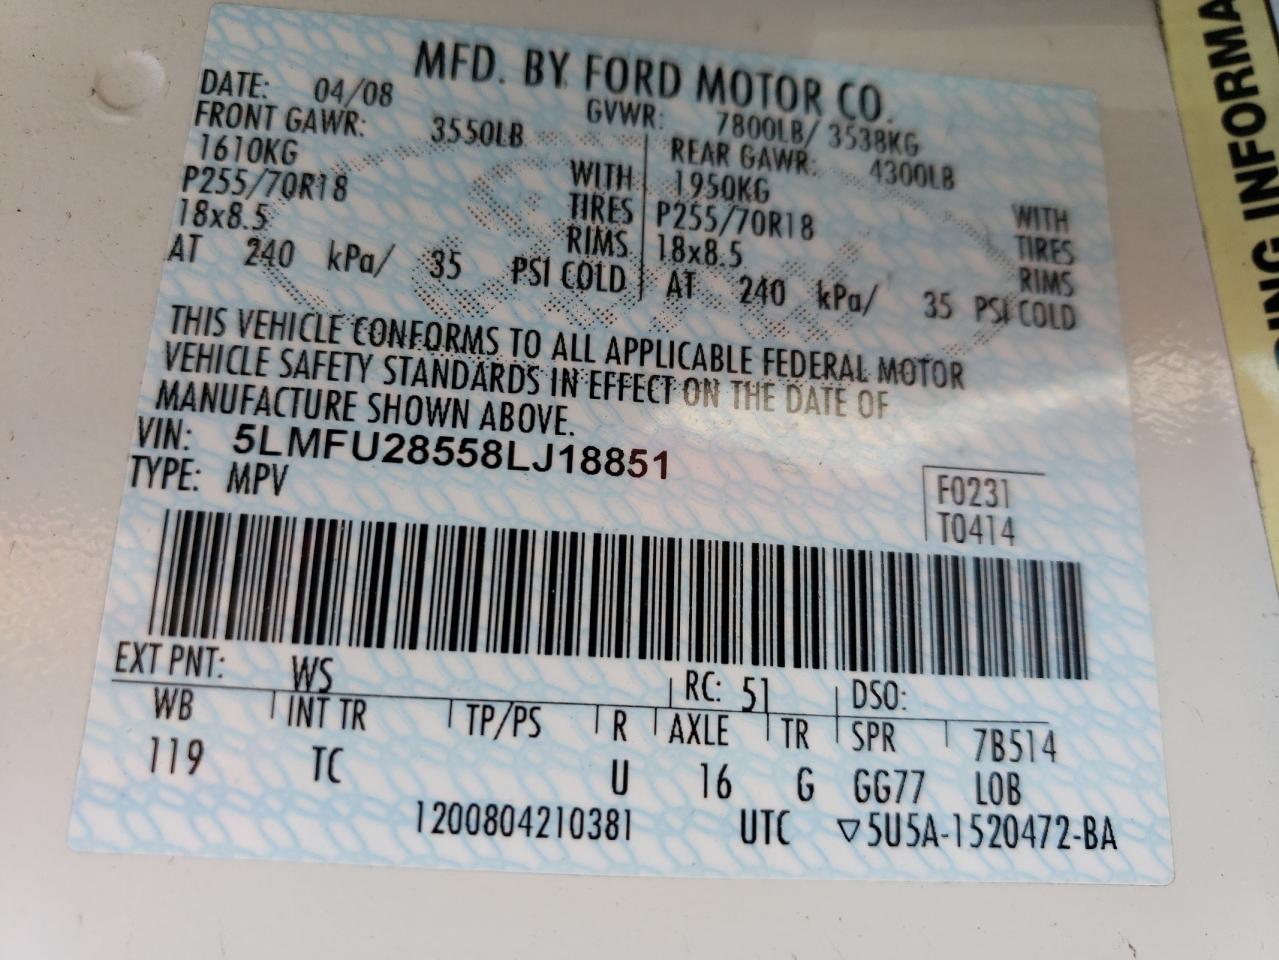 MFD. BY FORD MOTOR CO.
DATE: 04/08 GVWR: 7800LB/ 3538KG
FRONT GAWR: 3550LB REAR GAWR: 4300LB
1610KG WITH 1950KG WITH
P255/70R18 TIRES P255/70R18 TIRES
18x8.5 RIMS 18x8.5 RIMS
AT 240 kPa/ 35 PSI COLD AT 240 kPa/ 35 PSI COLD
THIS VEHICLE CONFORMS TO ALL APPLICABLE FEDERAL MOTOR
VEHICLE SAFETY STANDARDS IN EFFECT ON THE DATE OF
MANUFACTURE SHOWN ABOVE.
VIN: 5LMFU28558LJ18851
TYPE: MPV
F0231
T0414
EXT PNT: WS RC: 51 DSO:
WB INT TR TP/PS R AXLE TR SPR 7B514
119 TC U 16 G GG77 LOB
1200804210381 UTC ▽5U5A-1520472-BA